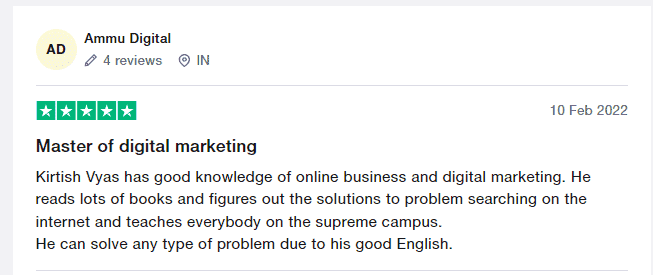 AD
Ammu Digital
4 reviews IN
10 Feb 2022
Master of digital marketing
Kirtish Vyas has good knowledge of online business and digital marketing. He
reads lots of books and figures out the solutions to problem searching on the
internet and teaches everybody on the supreme campus.
He can solve any type of problem due to his good English.